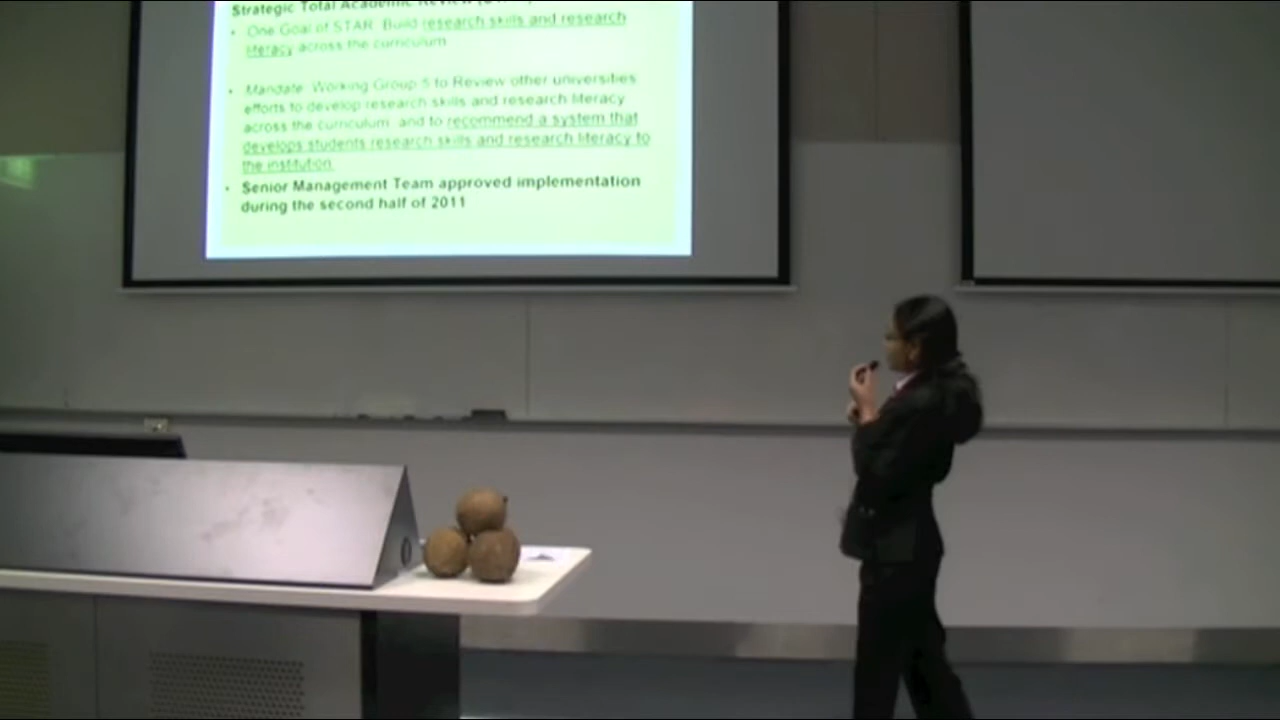 Strategic Total Academic Review
One Goal of STAR: Build research skills and research
literacy across the curriculum
Mandate: Working Group 5 to Review other universities
efforts to develop research skills and research literacy
across the curriculum, and to recommend a system that
develops students research skills and research literacy to
the institution.
Senior Management Team approved implementation
during the second half of 2011